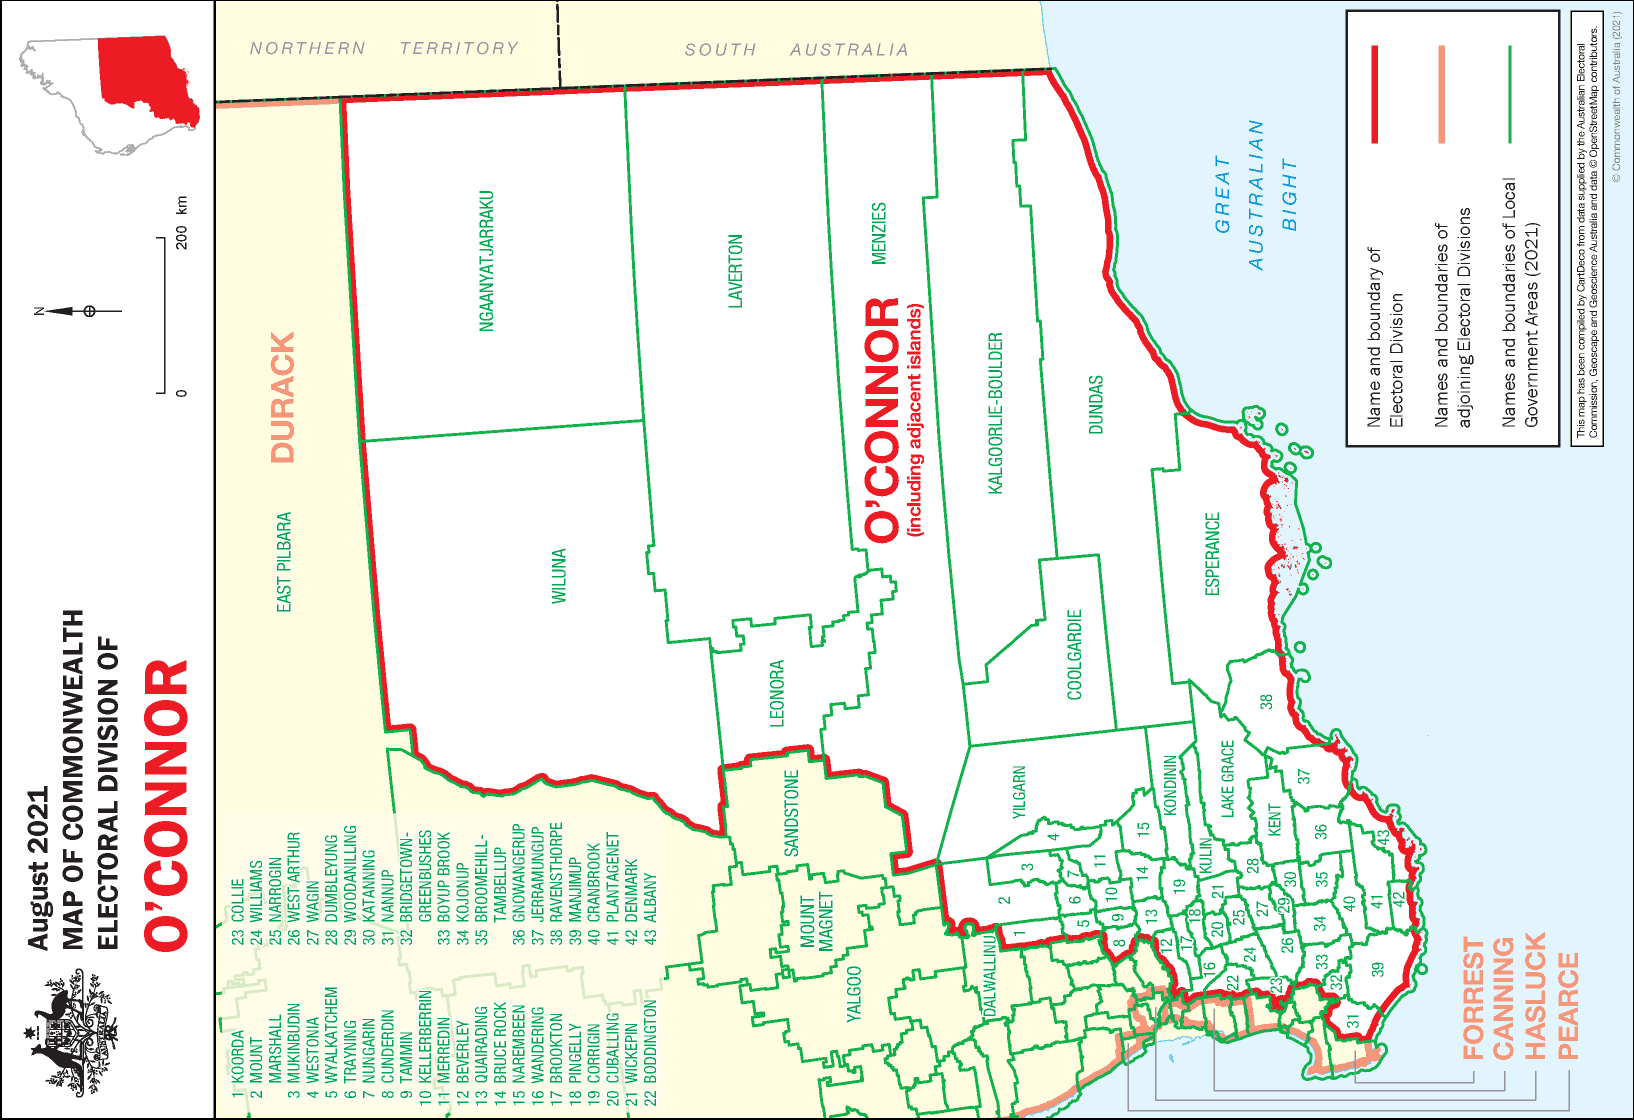 August 2021
MAP OF COMMONWEALTH
ELECTORAL DIVISION OF
O'CONNOR
N
0 200 km
NORTHERN TERRITORY
SOUTH AUSTRALIA
DURACK
EAST PILBARA
NGAANYATJARRAKU
WILUNA
LAVERTON
LEONORA
MENZIES
O'CONNOR
(including adjacent islands)
KALGOORLIE-BOULDER
COOLGARDIE
DUNDAS
ESPERANCE
SANDSTONE
MOUNT
MAGNET
YALGOO
DALWALLINU
YILGARN
KONDININ
KULIN
LAKE GRACE
KENT
1
2
3
4
5
6
7
8
9
10
11
12
13
14
15
16
17
18
19
20
21
22
23
24
25
26
27
28
29
30
31
32
33
34
35
36
37
38
39
40
41
42
43
GREAT
AUSTRALIAN
BIGHT
1 KOORDA
2 MOUNT
MARSHALL
3 MUKINBUDIN
4 WESTONIA
5 WYALKATCHEM
6 TRAYNING
7 NUNGARIN
8 CUNDERDIN
9 TAMMIN
10 KELLERBERRIN
11 MERREDIN
12 BEVERLEY
13 QUAIRADING
14 BRUCE ROCK
15 NAREMBEEN
16 WANDERING
17 BROOKTON
18 PINGELLY
19 CORRIGIN
20 CUBALLING
21 WICKEPIN
22 BODDINGTON
23 COLLIE
24 WILLIAMS
25 NARROGIN
26 WEST ARTHUR
27 WAGIN
28 DUMBLEYUNG
29 WOODANILLING
30 KATANNING
31 NANNUP
32 BRIDGETOWN-
GREENBUSHES
33 BOYUP BROOK
34 KOJONUP
35 BROOMEHILL-
TAMBELLUP
36 GNOWANGERUP
37 JERRAMUNGUP
38 RAVENSTHORPE
39 MANJIMUP
40 CRANBROOK
41 PLANTAGENET
42 DENMARK
43 ALBANY
FORREST
CANNING
HASLUCK
PEARCE
Name and boundary of
Electoral Division
Names and boundaries of
adjoining Electoral Divisions
Names and boundaries of Local
Government Areas (2021)
This map has been compiled by CartDeco from data supplied by the Australian Electoral
Commission, Geoscape and Geoscience Australia and data © OpenStreetMap contributors.
© Commonwealth of Australia (2021)